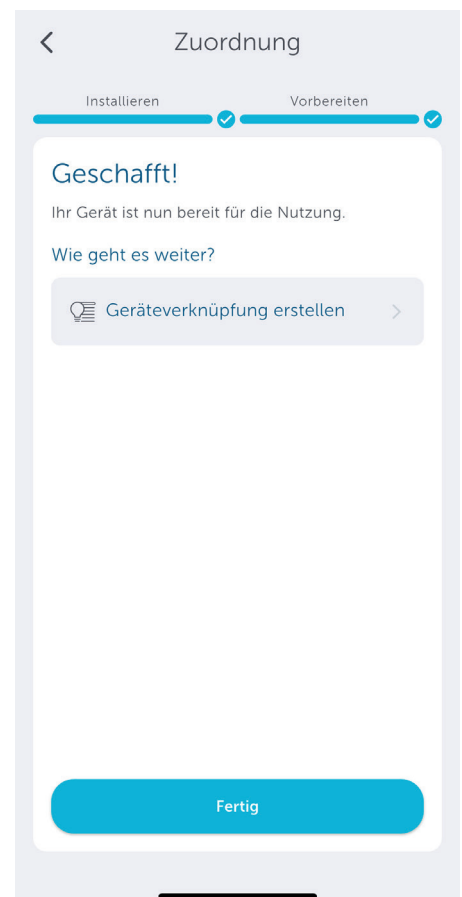 Zuordnung
Installieren
Vorbereiten
Geschafft!
Ihr Gerät ist nun bereit für die Nutzung.
Wie geht es weiter?
Geräteverknüpfung erstellen
Fertig